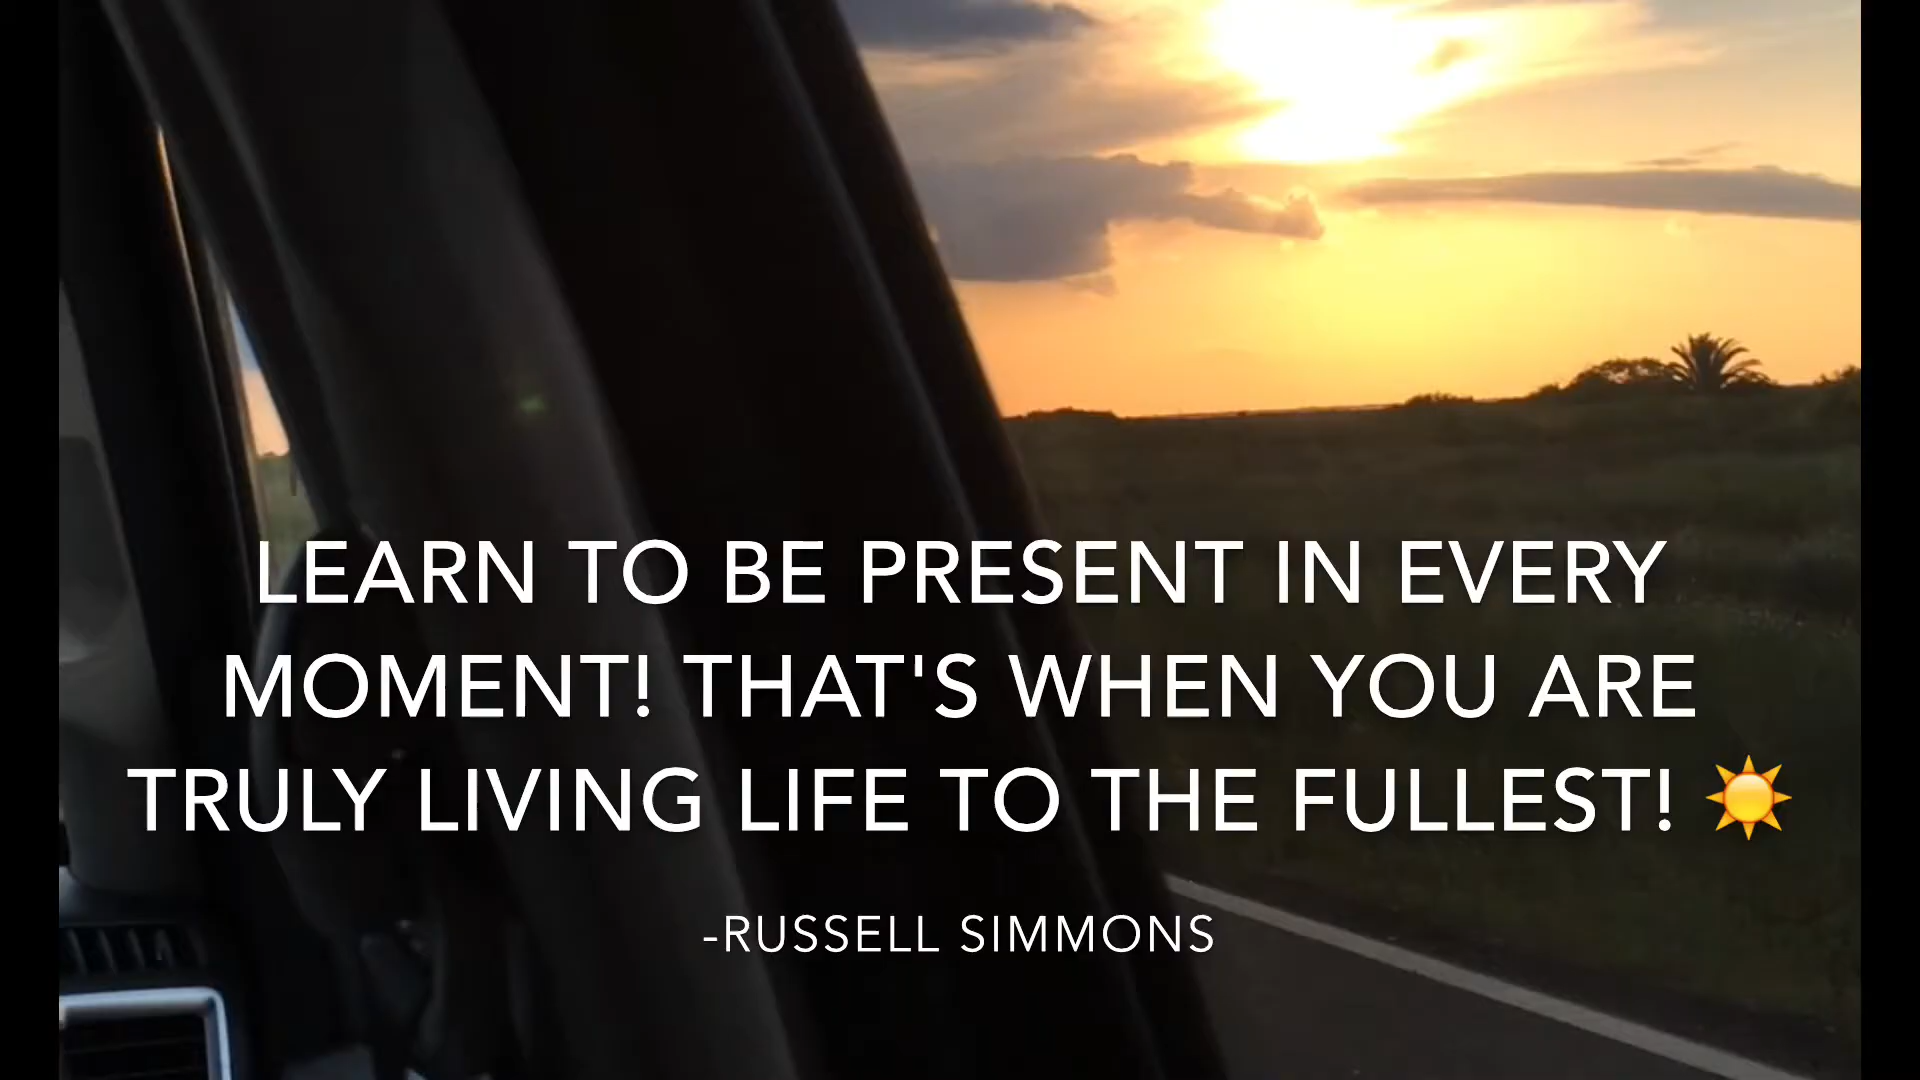 LEARN TO BE PRESENT IN EVERY
MOMENT! THAT'S WHEN YOU ARE
TRULY LIVING LIFE TO THE FULLEST! ☀️
-RUSSELL SIMMONS